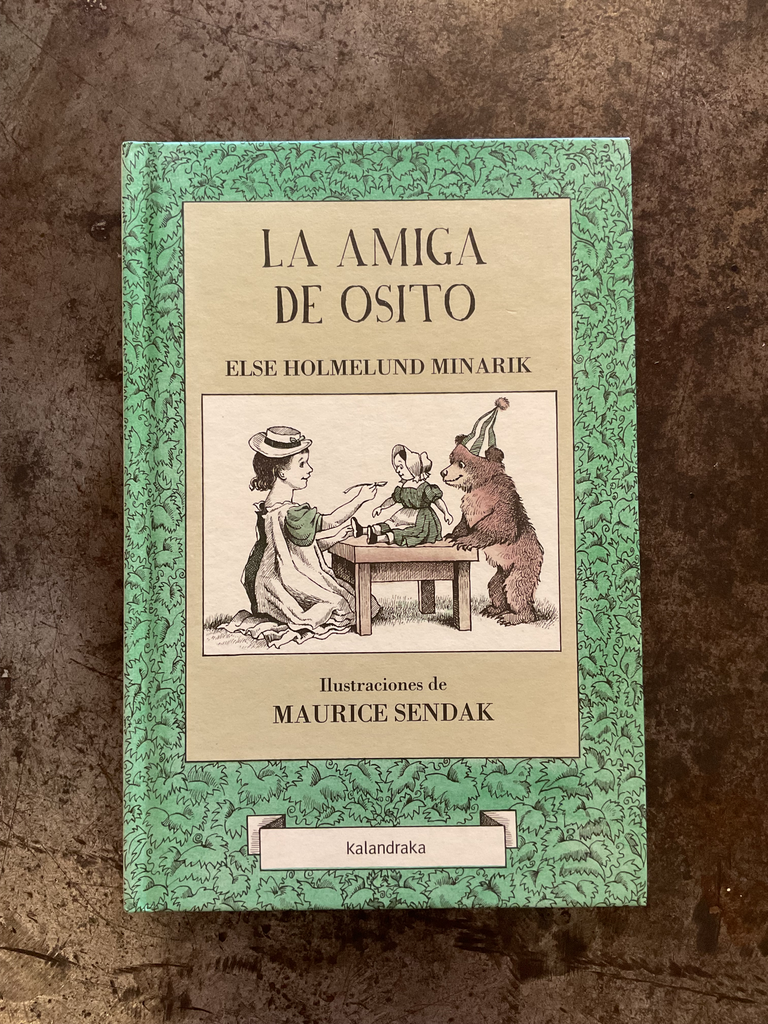 LA AMIGA
DE OSITO
ELSE HOLMELUND MINARIK
Ilustraciones de
MAURICE SENDAK
kalandraka